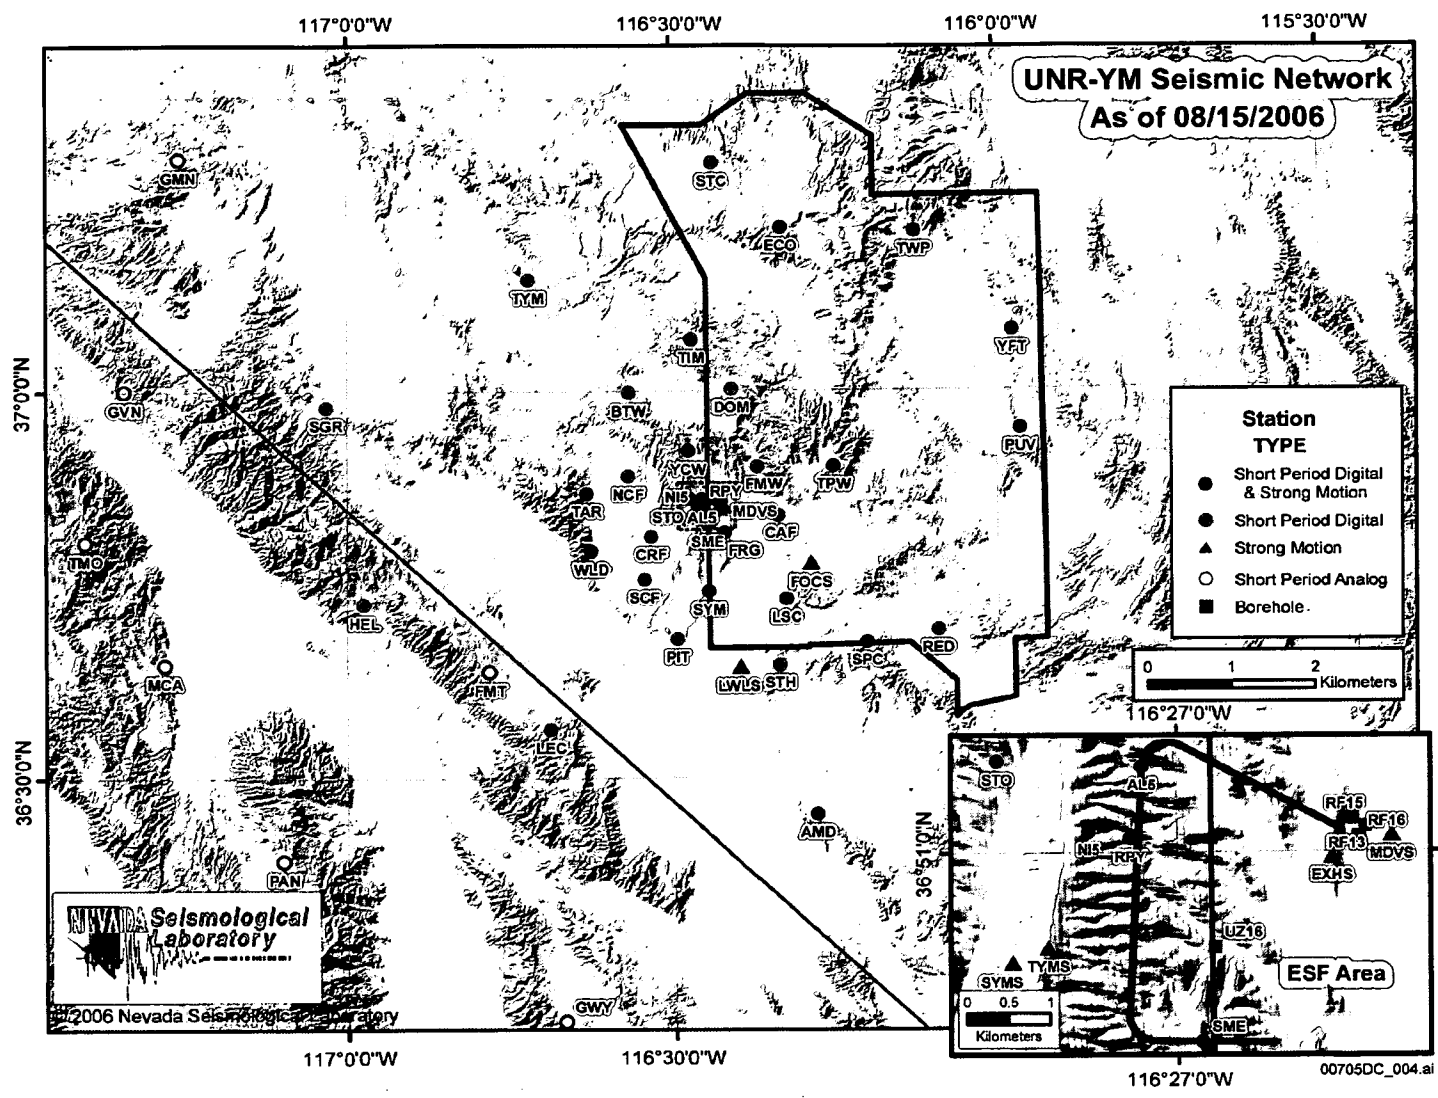 117°0'0"W
116°30'0"W
116°0'0"W
115°30'0"W
UNR-YM Seismic Network
As of 08/15/2006
GMN
STC
ECO
TWP
TYM
TIM
YFT
37°0'0"N
GVN
SGR
BTW
DOM
PUV
YCW
FMW
TPW
NCF
TAR
NI5
RPY
STO
AL5
MDVS
CAF
SME
FRG
CRF
WLD
TMO
FOCS
SCF
SYM
LSC
HEL
PIT
SPC
RED
LWLS
STH
MCA
FMT
LEC
36°30'0"N
AMD
PAN
GWY
Station
TYPE
Short Period Digital
& Strong Motion
Short Period Digital
Strong Motion
Short Period Analog
Borehole
0 1 2
Kilometers
116°27'0"W
STO
AL5
RF15
RF16
RF13
MDVS
NI5
RPY
EXHS
36°51'0"N
UZ16
TYMS
SYMS
ESF Area
0 0.5 1
Kilometers
SME
NEVADA Seismological
Laboratory
© 2006 Nevada Seismological Laboratory
117°0'0"W
116°30'0"W
116°27'0"W
00705DC_004.ai